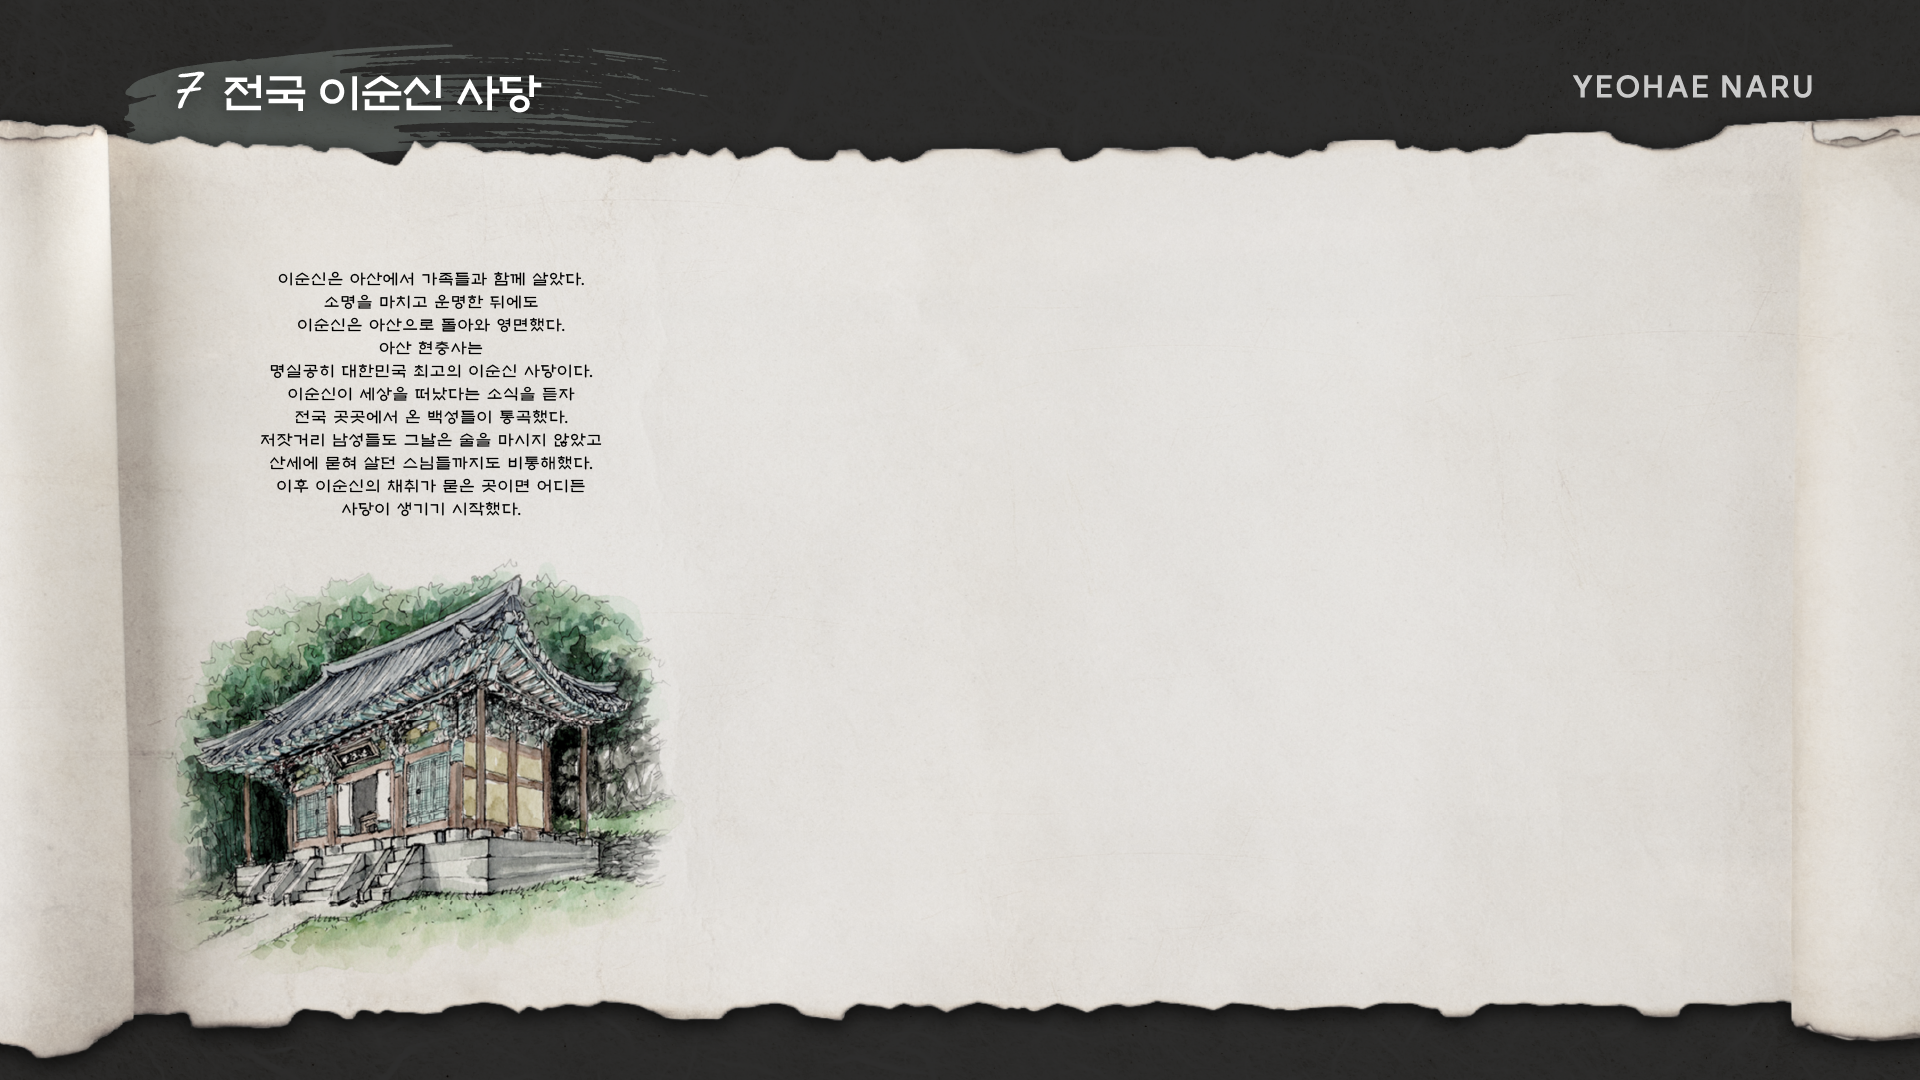 7 전국 이순신 사당
YEOHAE NARU
이순신은 아산에서 가족들과 함께 살았다.
소명을 마치고 운명한 뒤에도
이순신은 아산으로 돌아와 영면했다.
아산 현충사는
명실공히 대한민국 최고의 이순신 사당이다.
이순신이 세상을 떠났다는 소식을 듣자
전국 곳곳에서 온 백성들이 통곡했다.
저잣거리 남성들도 그날은 술을 마시지 않았고
산세에 묻혀 살던 스님들까지도 비통해했다.
이후 이순신의 채취가 묻은 곳이면 어디든
사당이 생기기 시작했다.